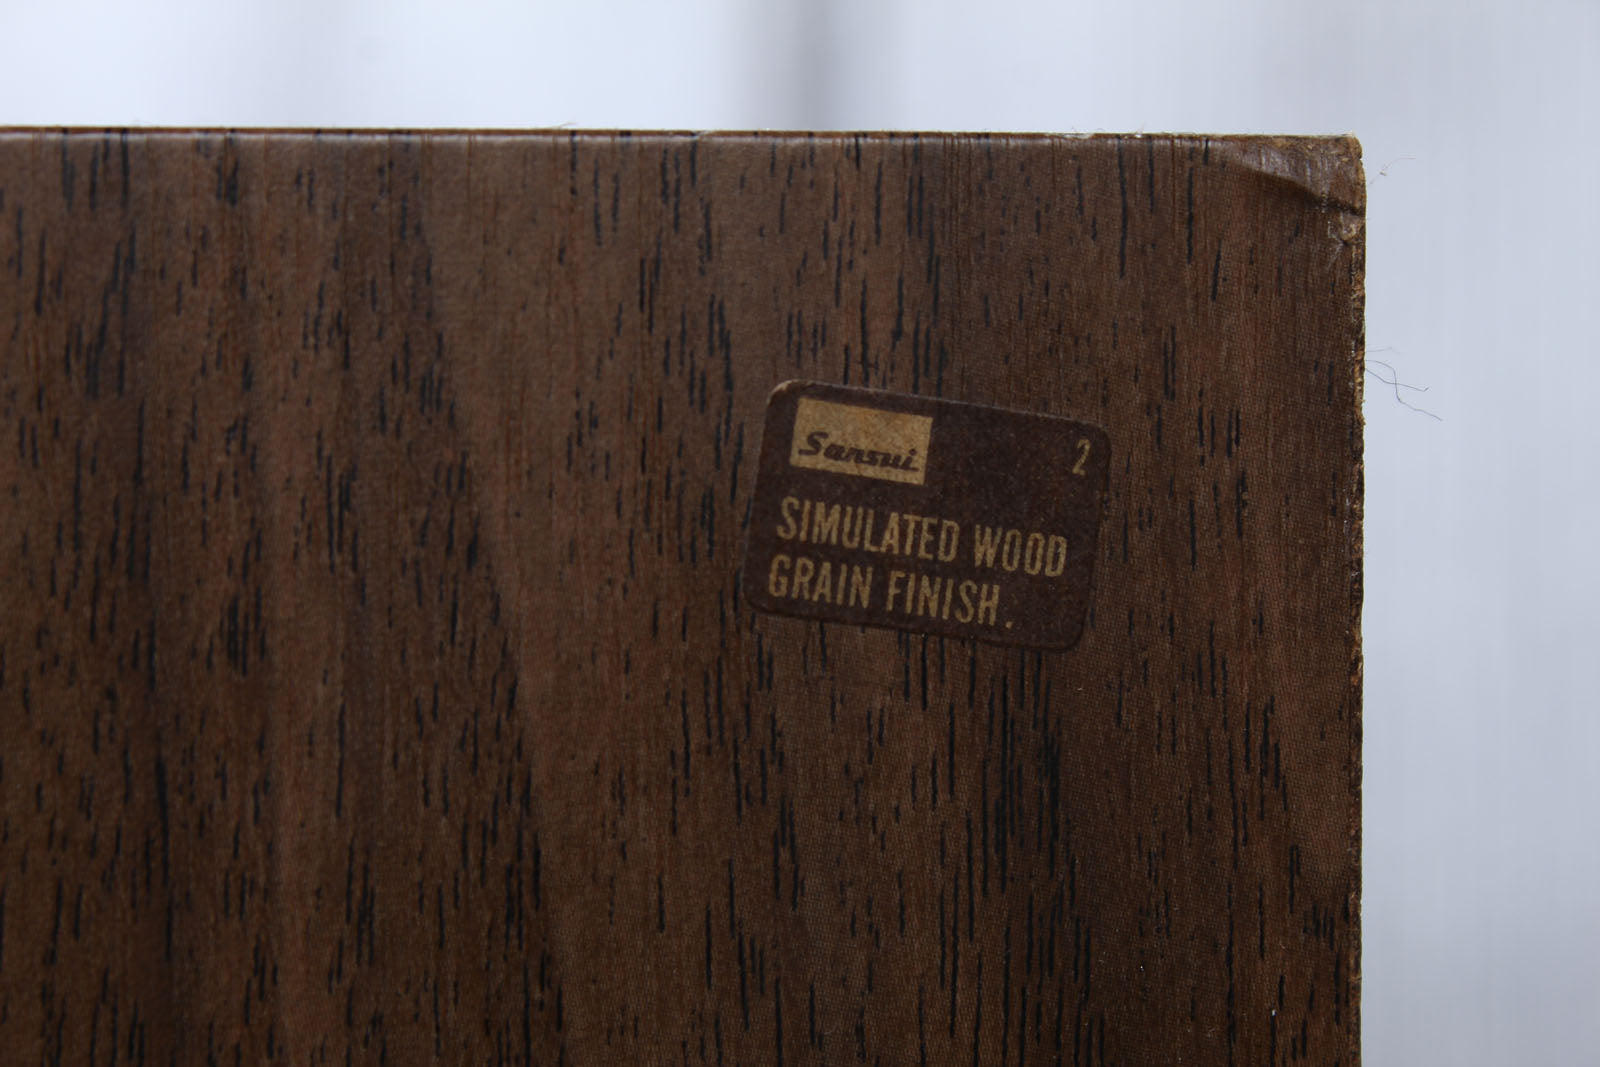 Sansui 2
SIMULATED WOOD
GRAIN FINISH.